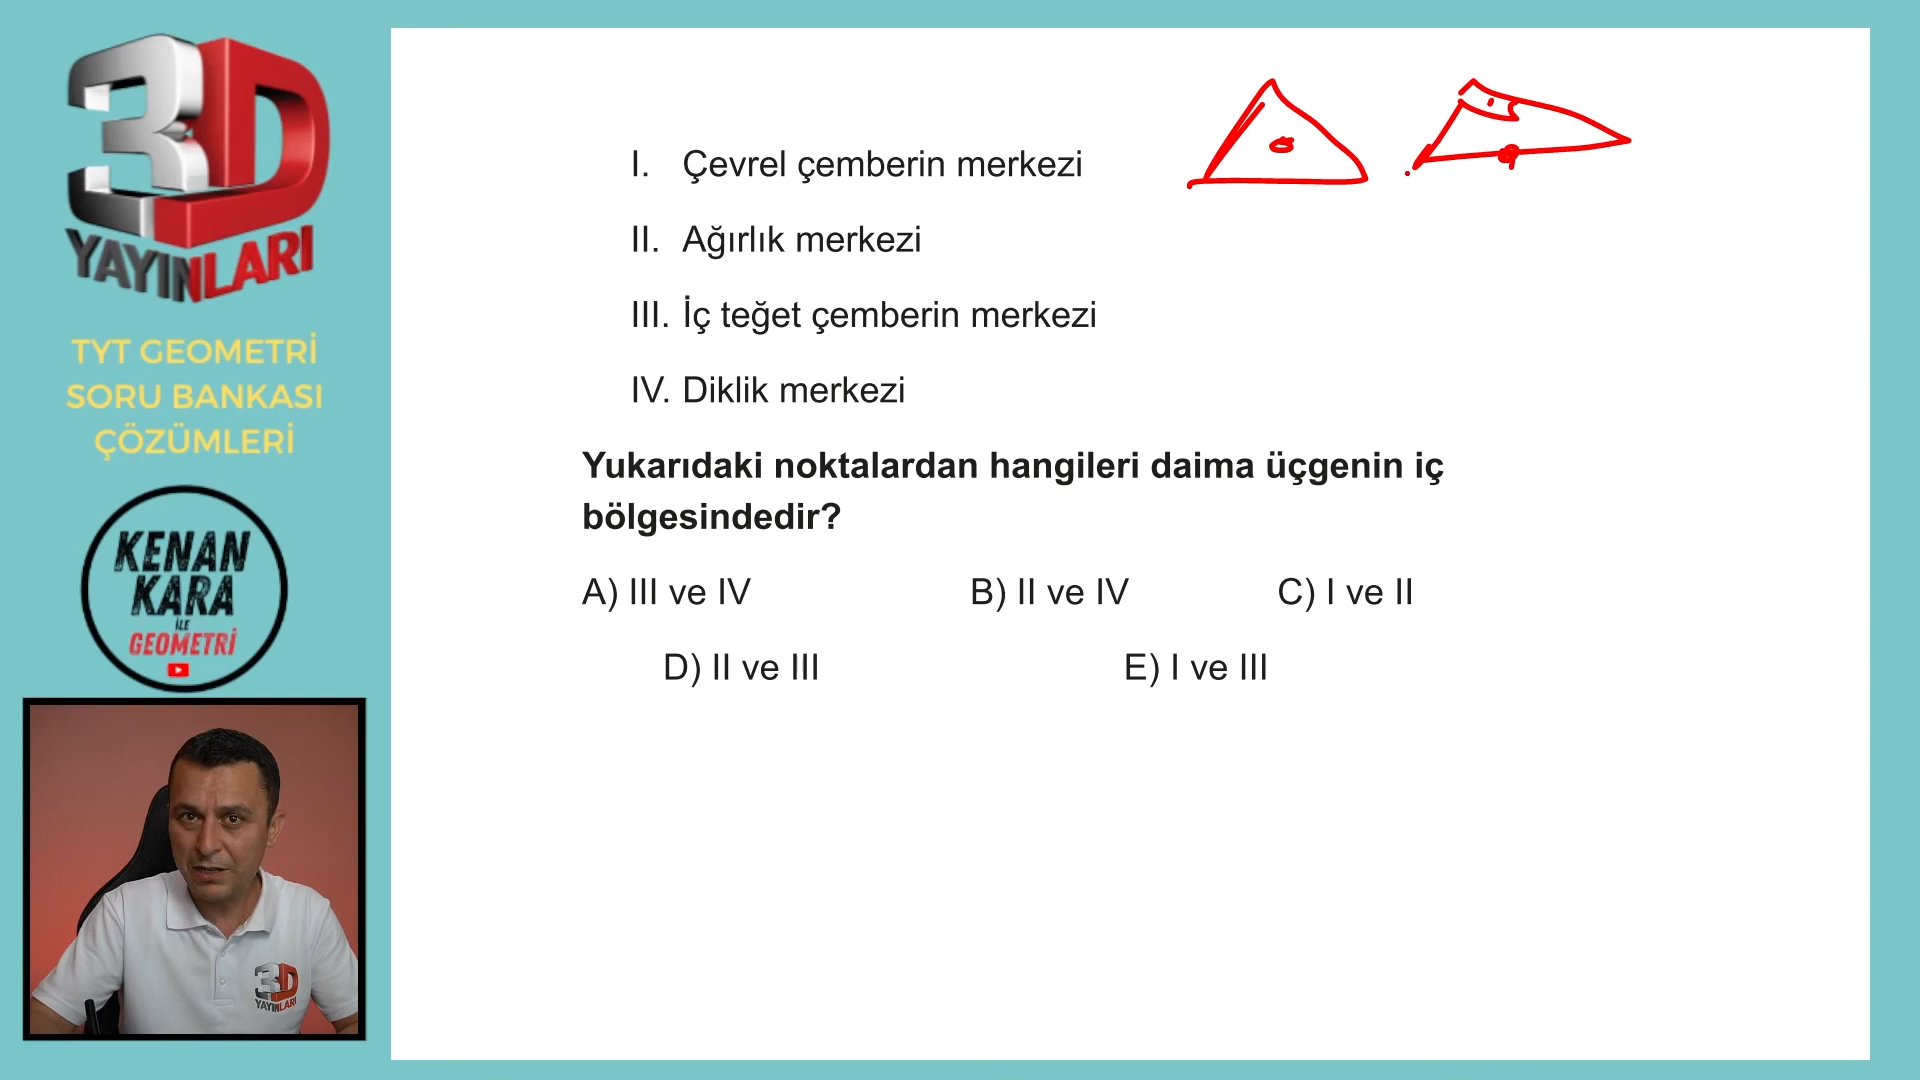 3D
YAYINLARI
TYT GEOMETRİ
SORU BANKASI
ÇÖZÜMLERİ
KENAN
KARA
İLE
GEOMETRİ
3D
YAYINLARI
I. Çevrel çemberin merkezi
II. Ağırlık merkezi
III. İç teğet çemberin merkezi
IV. Diklik merkezi
Yukarıdaki noktalardan hangileri daima üçgenin iç
bölgesindedir?
A) III ve IV B) II ve IV C) I ve II
D) II ve III E) I ve III